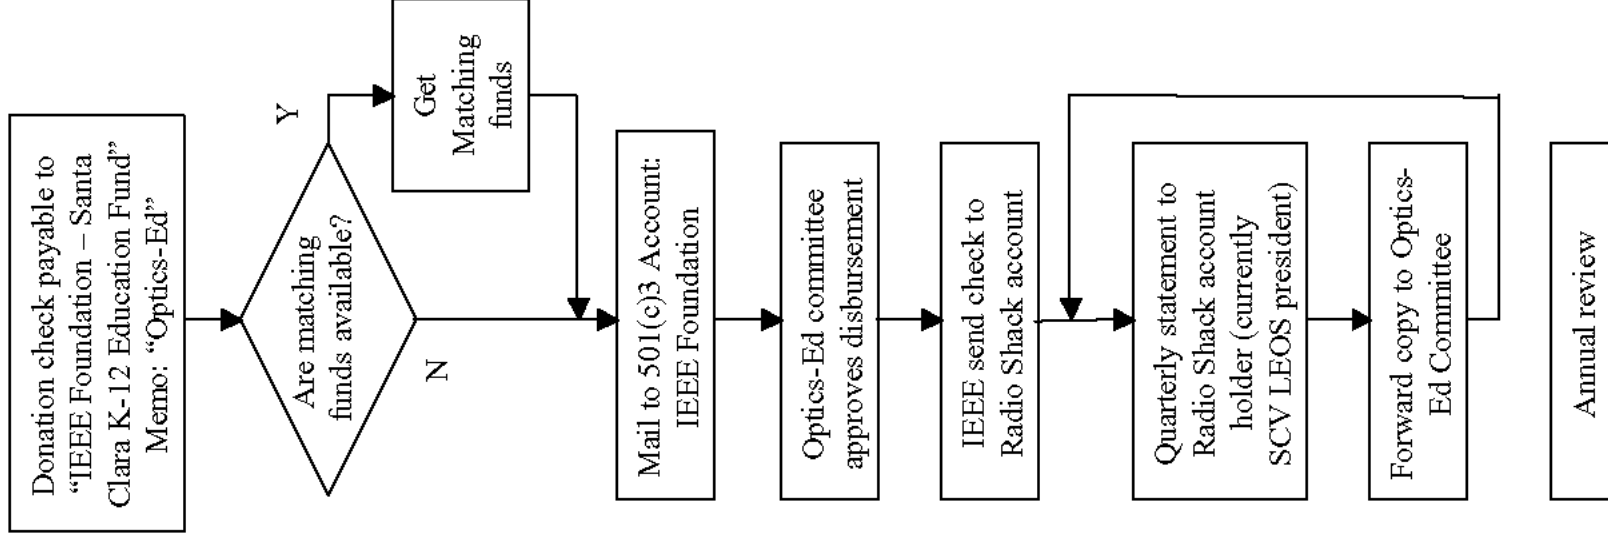 Donation check payable to
“IEEE Foundation – Santa
Clara K-12 Education Fund”
Memo: “Optics-Ed”
Are matching
funds available?
Y
Get
Matching
funds
N
Mail to 501(c)3 Account:
IEEE Foundation
Optics-Ed committee
approves disbursement
IEEE send check to
Radio Shack account
Quarterly statement to
Radio Shack account
holder (currently
SCV LEOS president)
Forward copy to Optics-
Ed Committee
Annual review